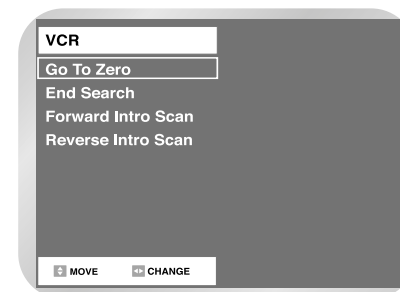 VCR
Go To Zero
End Search
Forward Intro Scan
Reverse Intro Scan
MOVE CHANGE